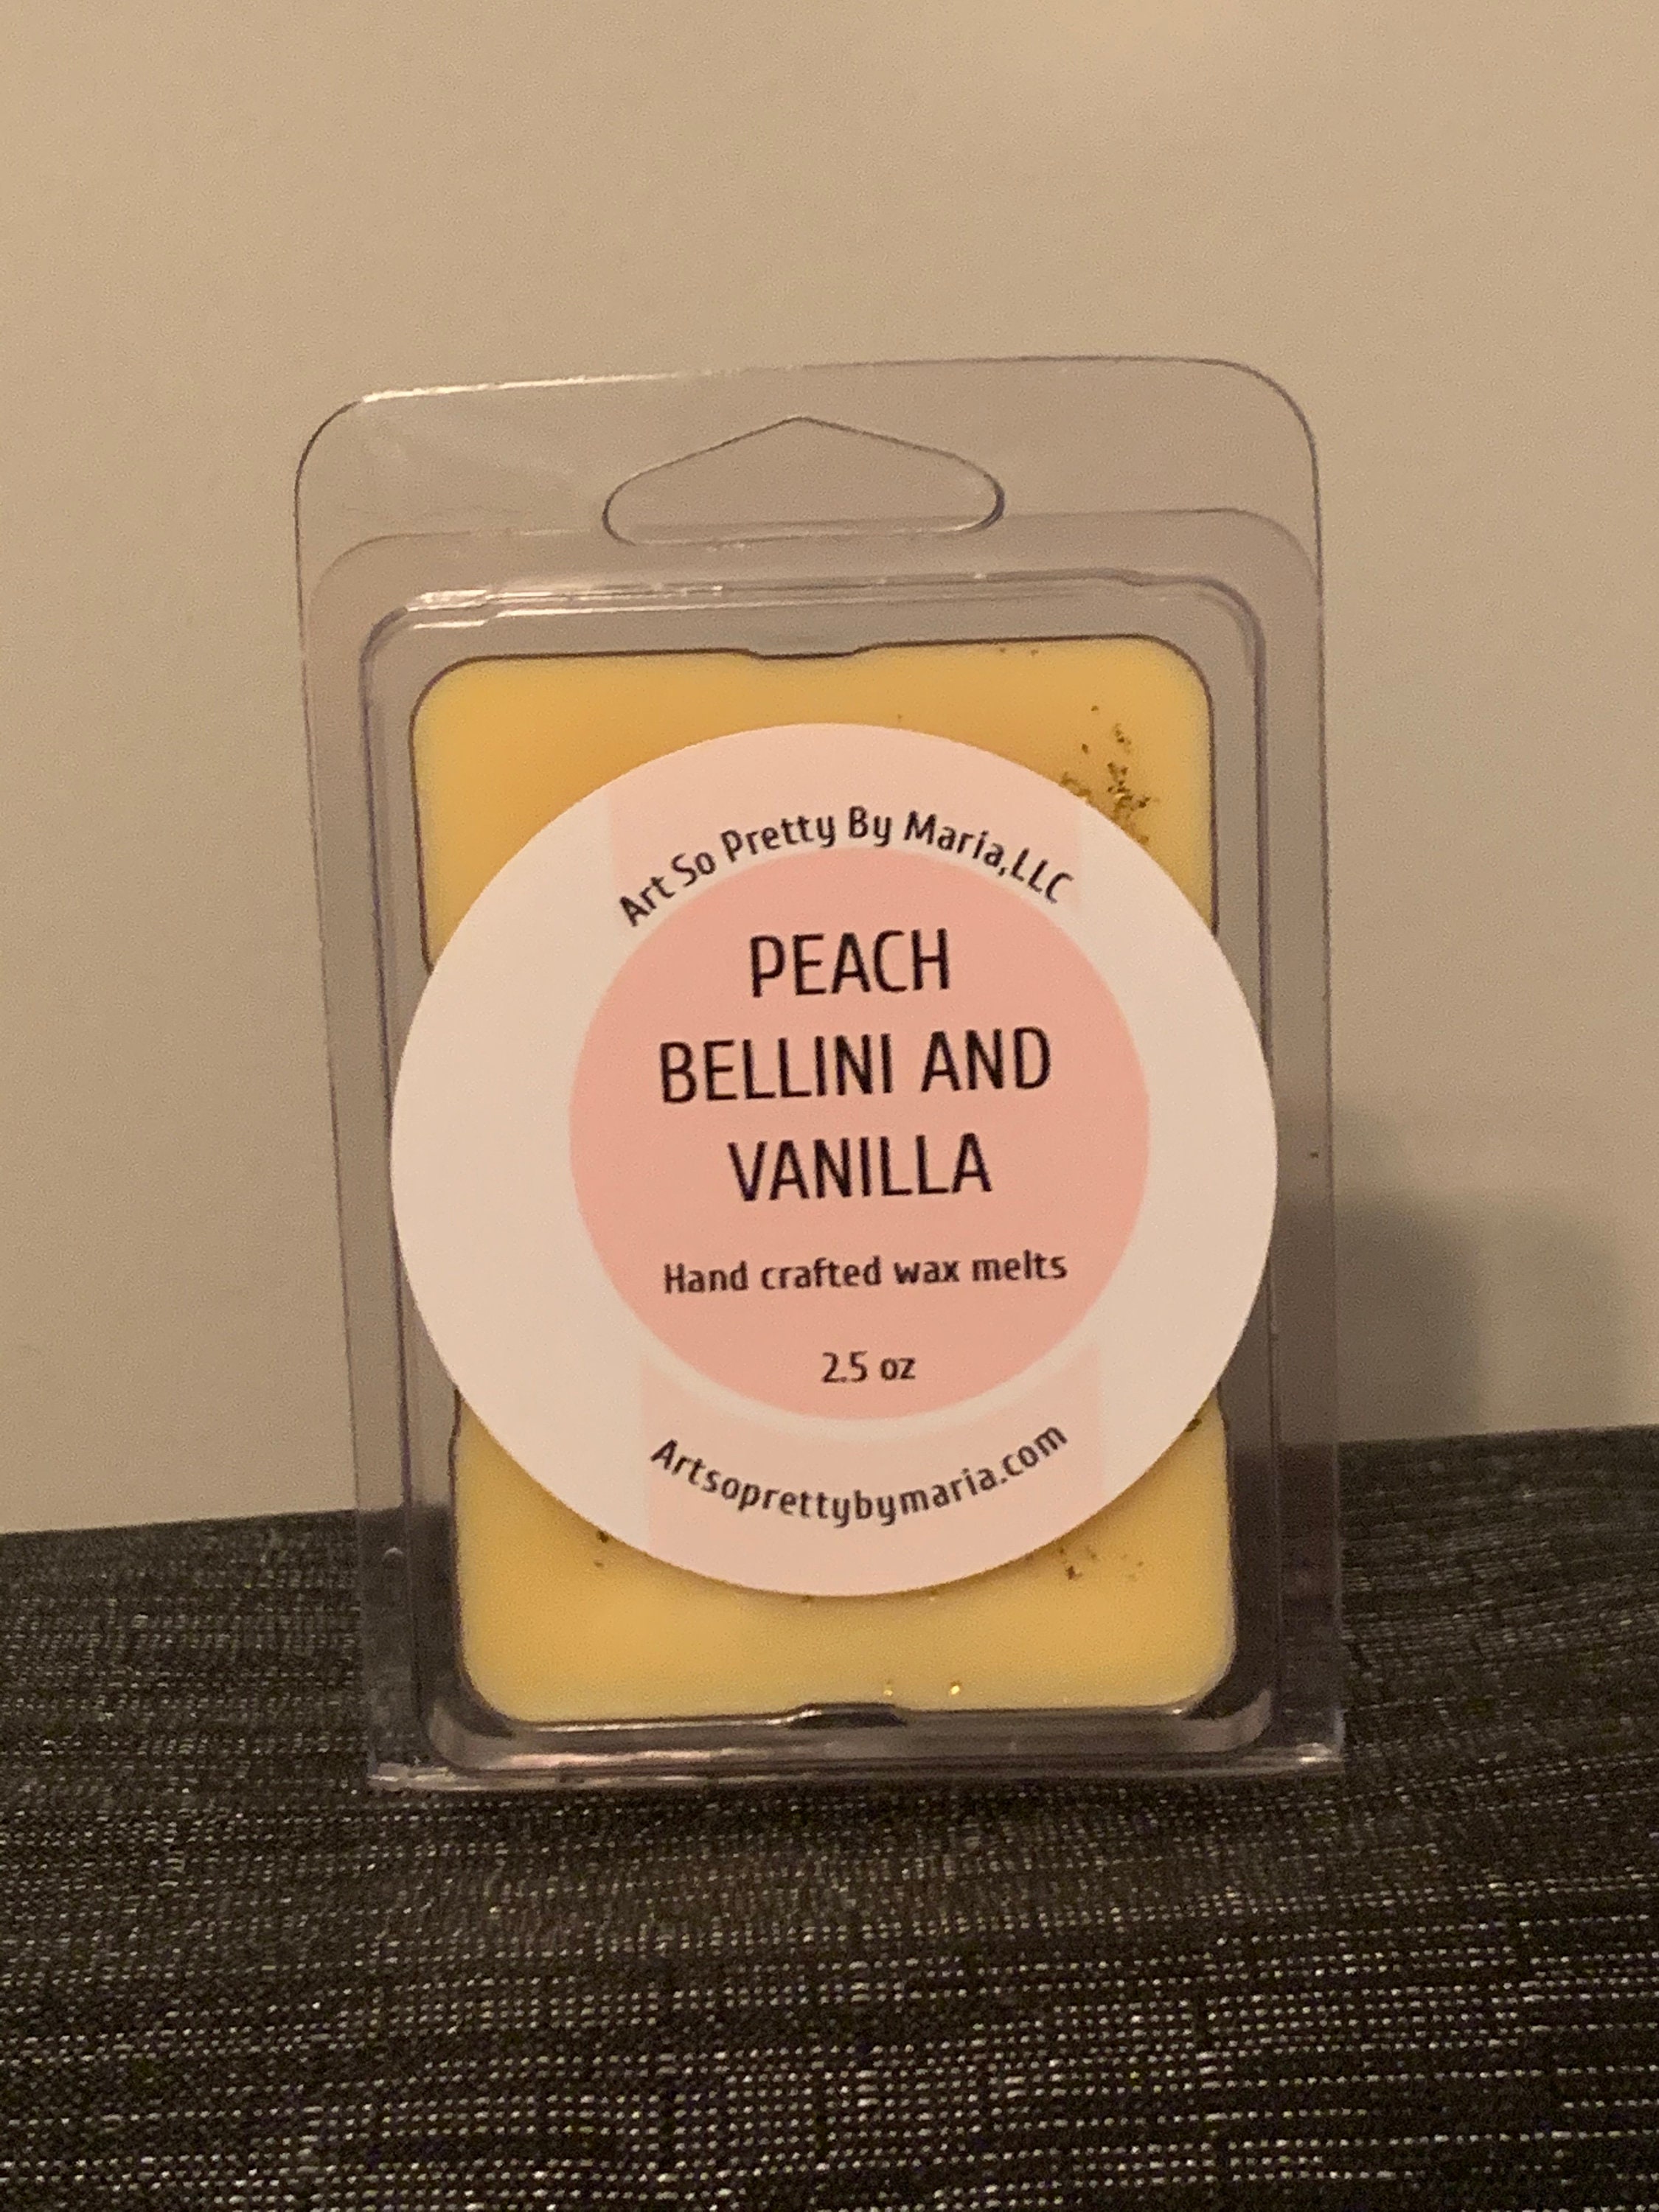 Art So Pretty By Maria,LLC
PEACH
BELLINI AND
VANILLA
Hand crafted wax melts
2.5 oz
Artsoprettybymaria.com